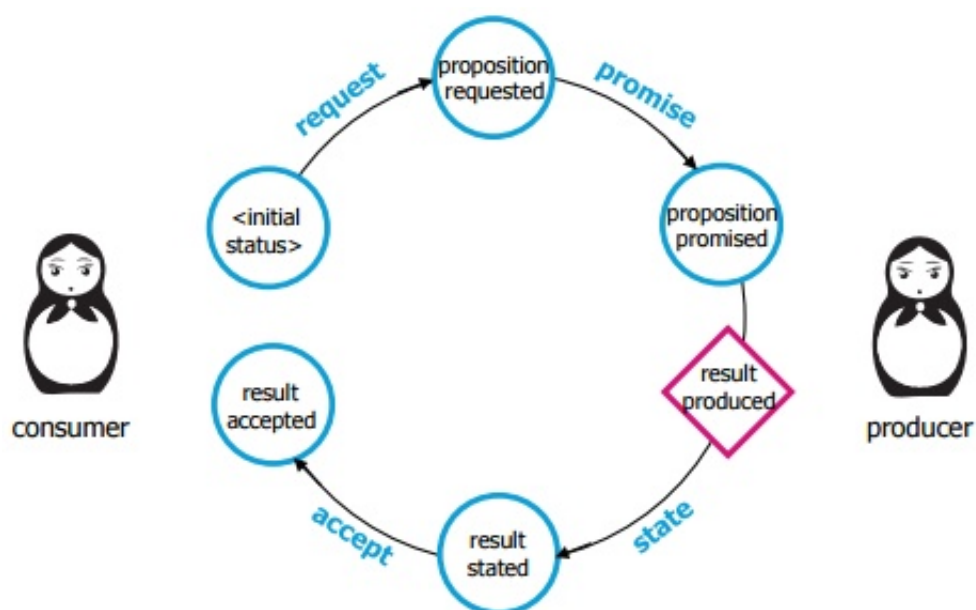 request
proposition
requested
promise
<initial
status>
proposition
promised
consumer
result
accepted
result
produced
producer
accept
result
stated
state